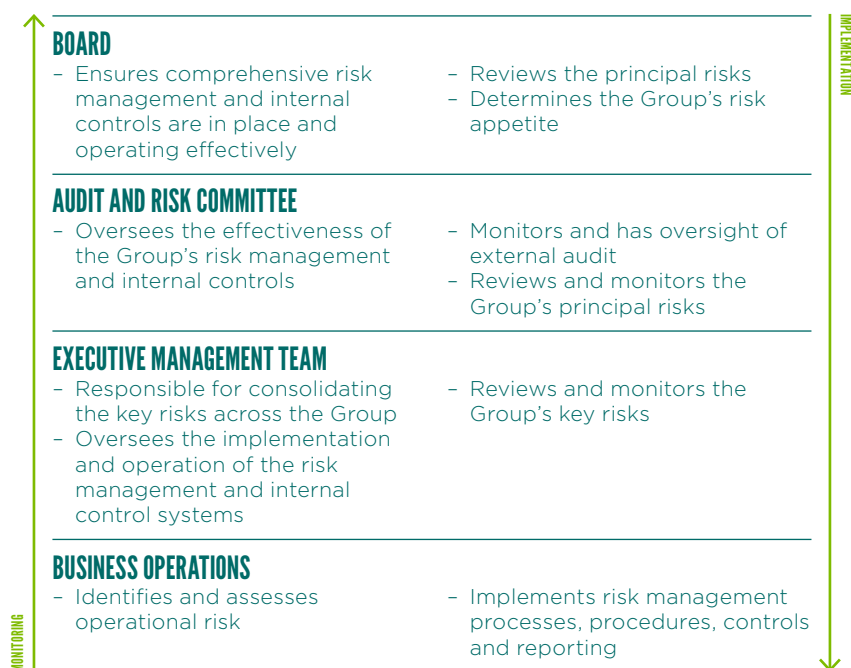 BOARD
– Ensures comprehensive risk
management and internal
controls are in place and
operating effectively
– Reviews the principal risks
– Determines the Group's risk
appetite
AUDIT AND RISK COMMITTEE
– Oversees the effectiveness of
the Group's risk management
and internal controls
– Monitors and has oversight of
external audit
– Reviews and monitors the
Group's principal risks
EXECUTIVE MANAGEMENT TEAM
– Responsible for consolidating
the key risks across the Group
– Oversees the implementation
and operation of the risk
management and internal
control systems
– Reviews and monitors the
Group's key risks
BUSINESS OPERATIONS
– Identifies and assesses
operational risk
– Implements risk management
processes, procedures, controls
and reporting
MONITORING
IMPLEMENTATION